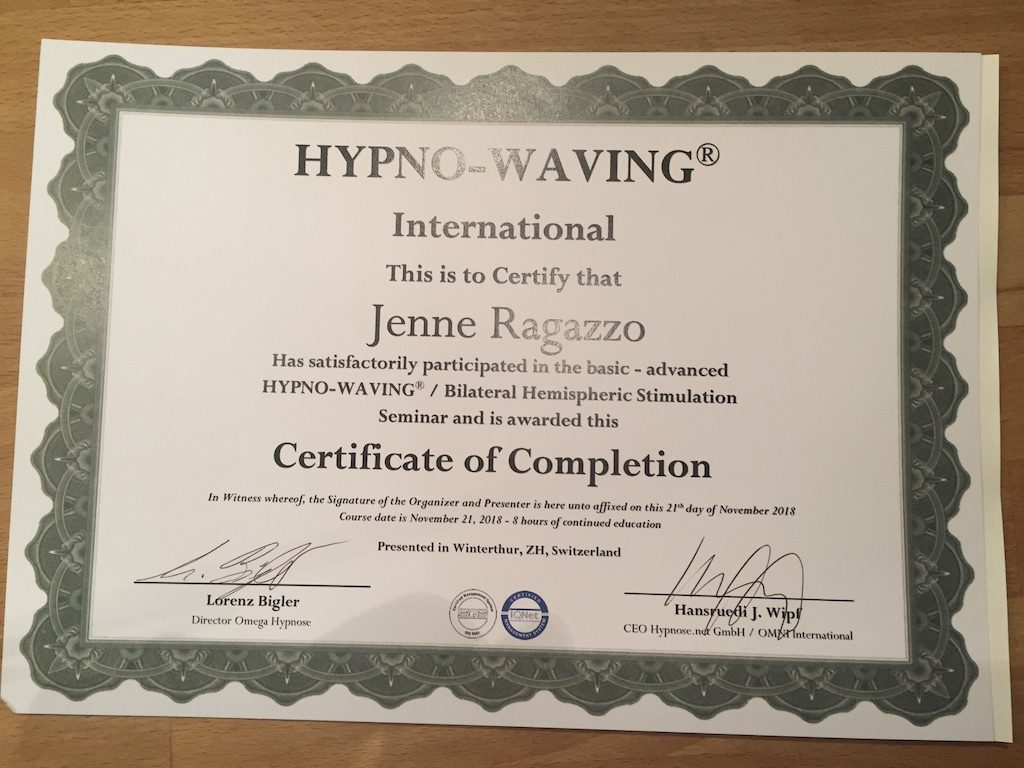 HYPNO-WAVING®
International
This is to Certify that
Jenne Ragazzo
Has satisfactorily participated in the basic - advanced
HYPNO-WAVING® / Bilateral Hemispheric Stimulation
Seminar and is awarded this
Certificate of Completion
In Witness whereof, the Signature of the Organizer and Presenter is here unto affixed on this 21th day of November 2018
Course date is November 21, 2018 - 8 hours of continued education
Presented in Winterthur, ZH, Switzerland
Lorenz Bigler
Director Omega Hypnose
CERTIFIED
IQNet
MANAGEMENT SYSTEM
Hansruedi J. Wipf
CEO Hypnose.net GmbH / OMNI International